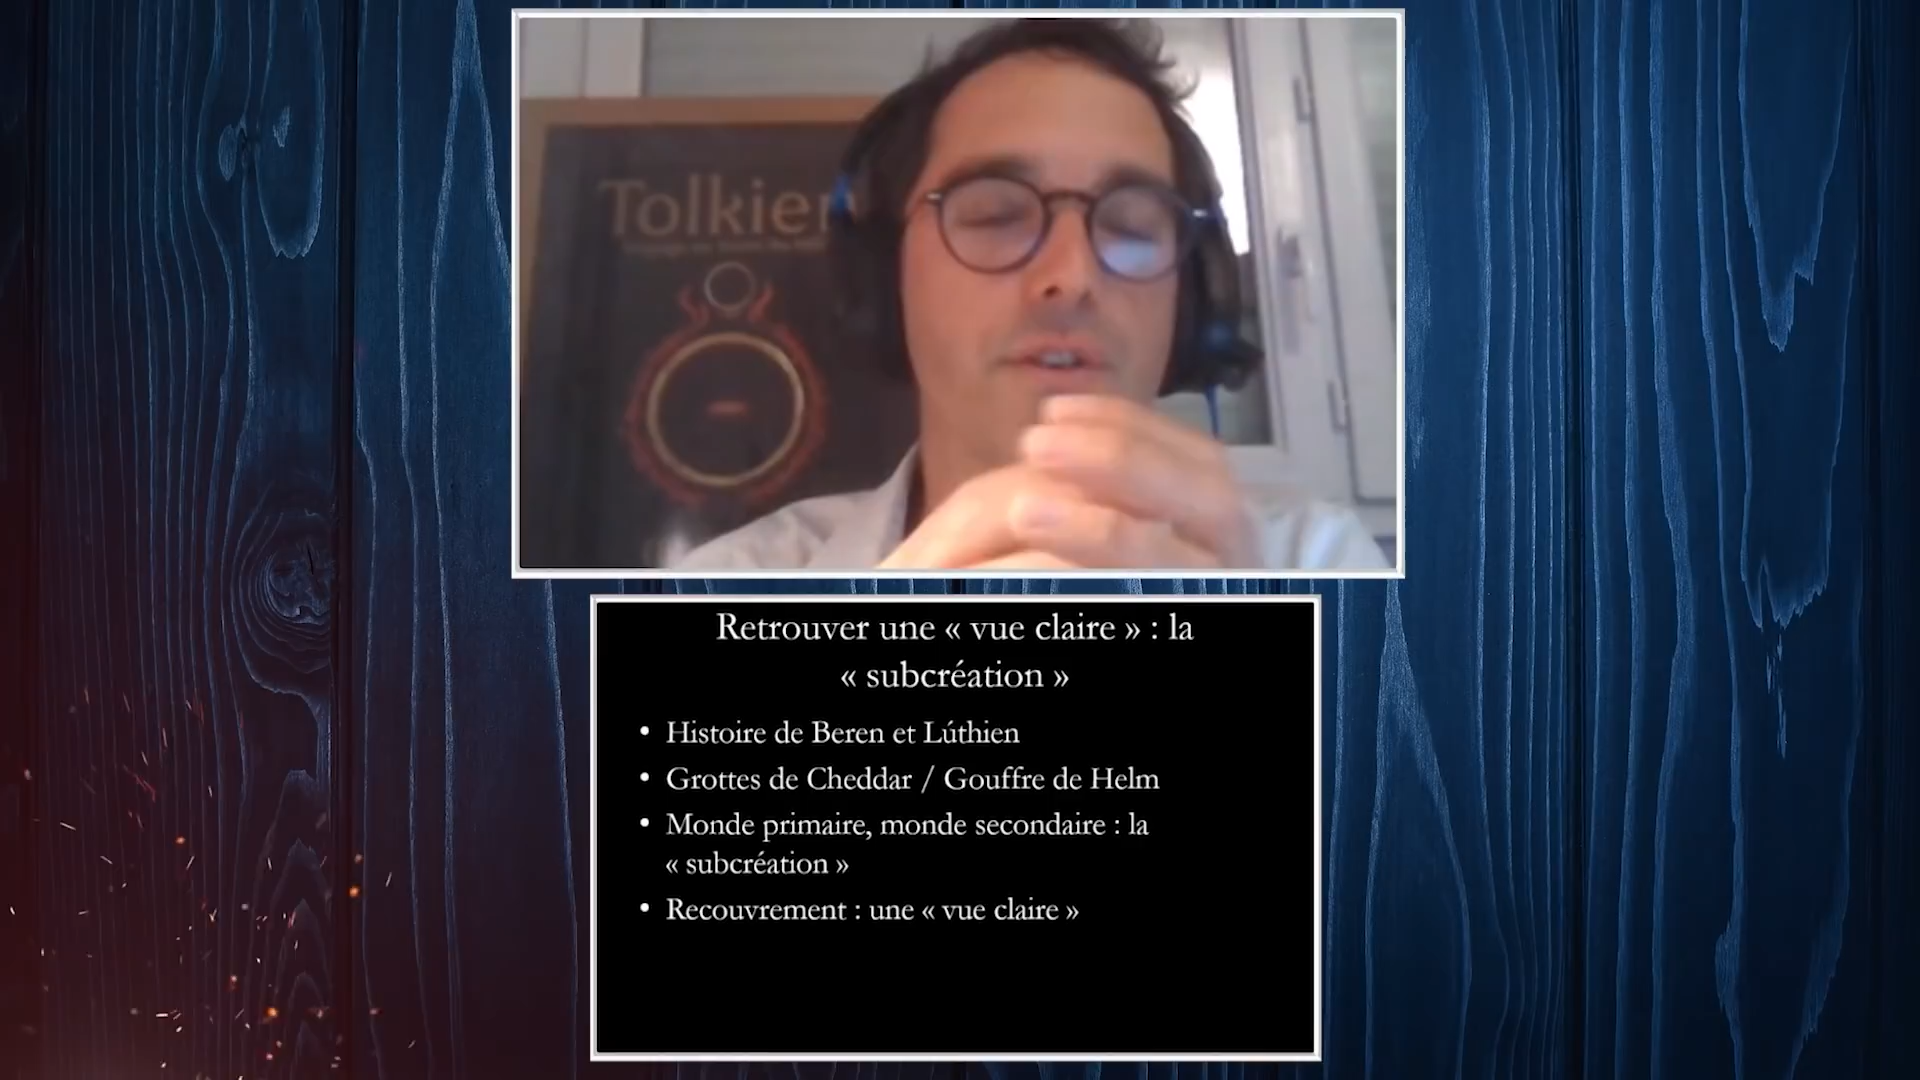 Tolkien
Retrouver une « vue claire » : la
« subcréation »
• Histoire de Beren et Lúthien
• Grottes de Cheddar / Gouffre de Helm
• Monde primaire, monde secondaire : la
« subcréation »
• Recouvrement : une « vue claire »